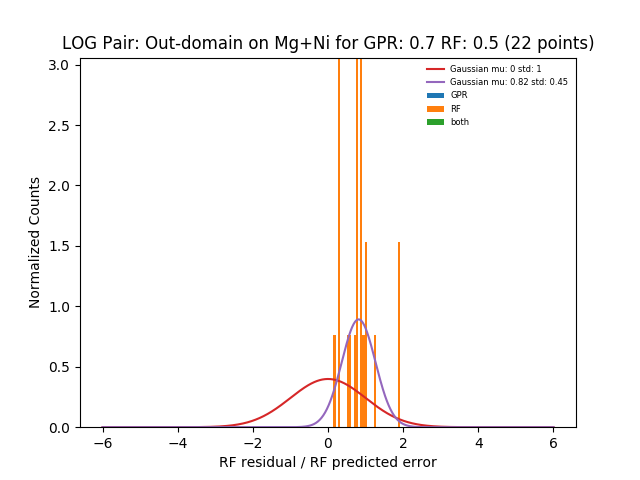 LOG Pair: Out-domain on Mg+Ni for GPR: 0.7 RF: 0.5 (22 points)
Gaussian mu: 0 std: 1
Gaussian mu: 0.82 std: 0.45
GPR
RF
both
Normalized Counts
3.0
2.5
2.0
1.5
1.0
0.5
0.0
−6 −4 −2 0 2 4 6
RF residual / RF predicted error